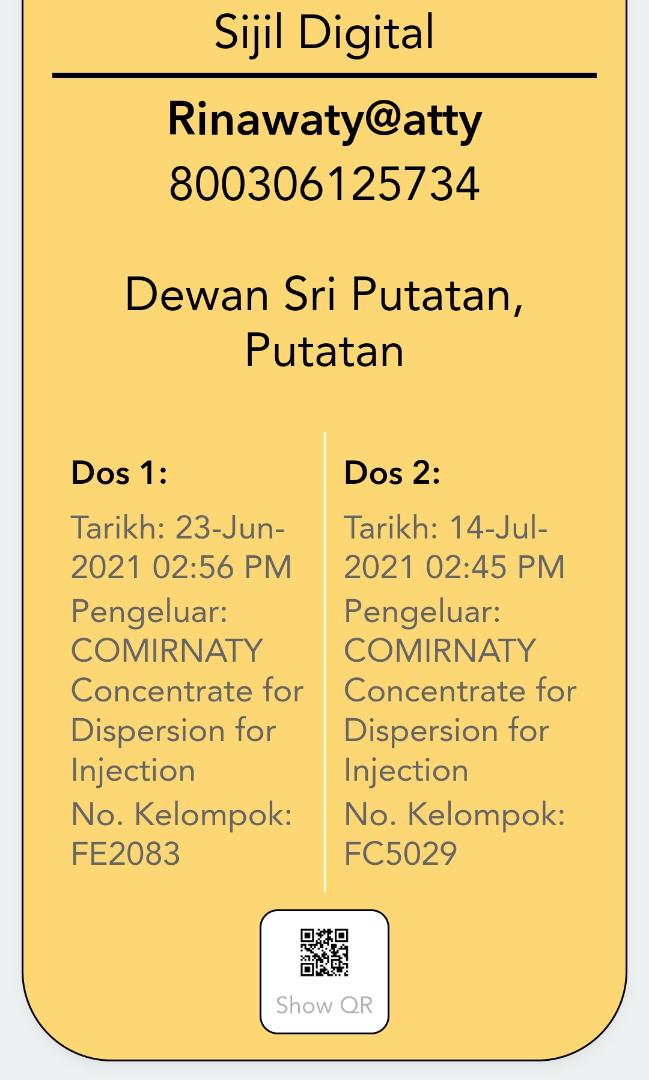 Sijil Digital
Rinawaty@atty
800306125734
Dewan Sri Putatan,
Putatan
Dos 1:
Tarikh: 23-Jun-
2021 02:56 PM
Pengeluar:
COMIRNATY
Concentrate for
Dispersion for
Injection
No. Kelompok:
FE2083
Dos 2:
Tarikh: 14-Jul-
2021 02:45 PM
Pengeluar:
COMIRNATY
Concentrate for
Dispersion for
Injection
No. Kelompok:
FC5029
Show QR